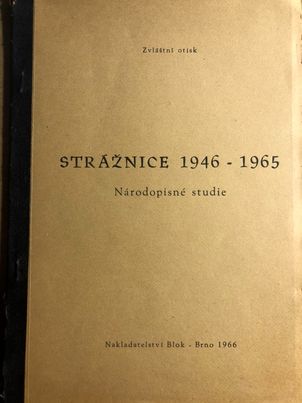 Zvláštní otisk
STRÁŽNICE 1946 - 1965
Národopisné studie
Nakladatelství Blok - Brno 1966